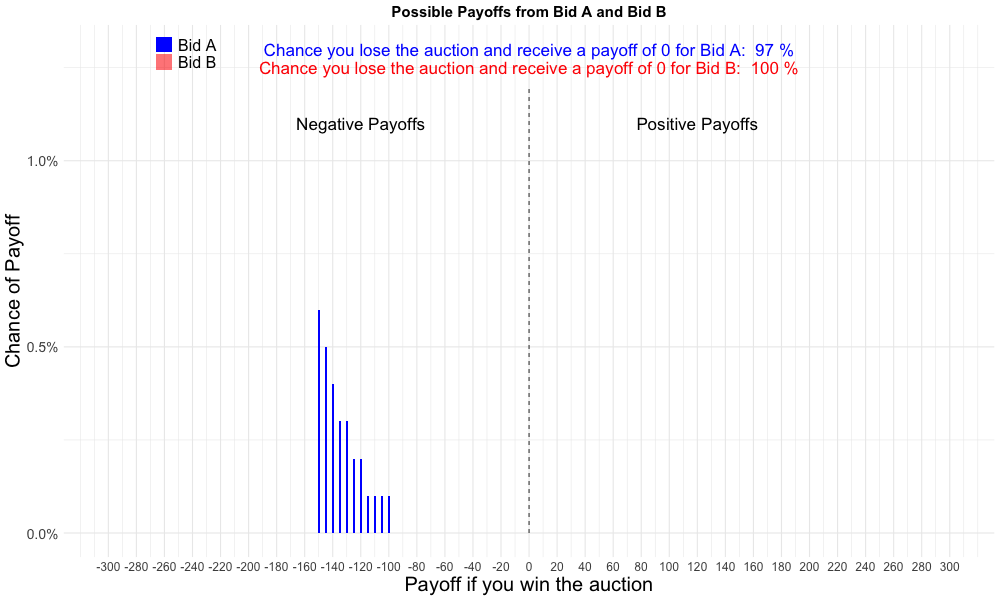 Possible Payoffs from Bid A and Bid B
Bid A
Bid B
Chance you lose the auction and receive a payoff of 0 for Bid A:  97 %
Chance you lose the auction and receive a payoff of 0 for Bid B:  100 %
Negative Payoffs
Positive Payoffs
Chance of Payoff
1.0%
0.5%
0.0%
-300 -280 -260 -240 -220 -200 -180 -160 -140 -120 -100 -80 -60 -40 -20 0 20 40 60 80 100 120 140 160 180 200 220 240 260 280 300
Payoff if you win the auction